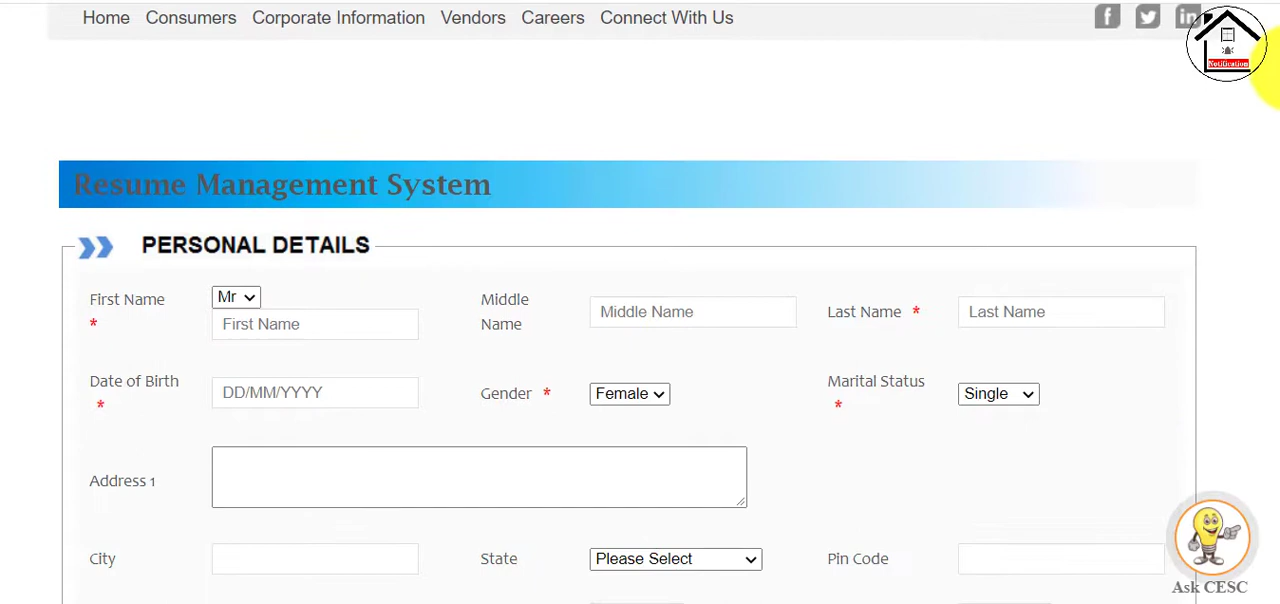 Home Consumers Corporate Information Vendors Careers Connect With Us
f in
Notification
Resume Management System
PERSONAL DETAILS
First Name * Mr First Name Middle Name Middle Name Last Name * Last Name
Date of Birth * DD/MM/YYYY Gender * Female Marital Status * Single
Address 1
City State Please Select Pin Code
Ask CESC